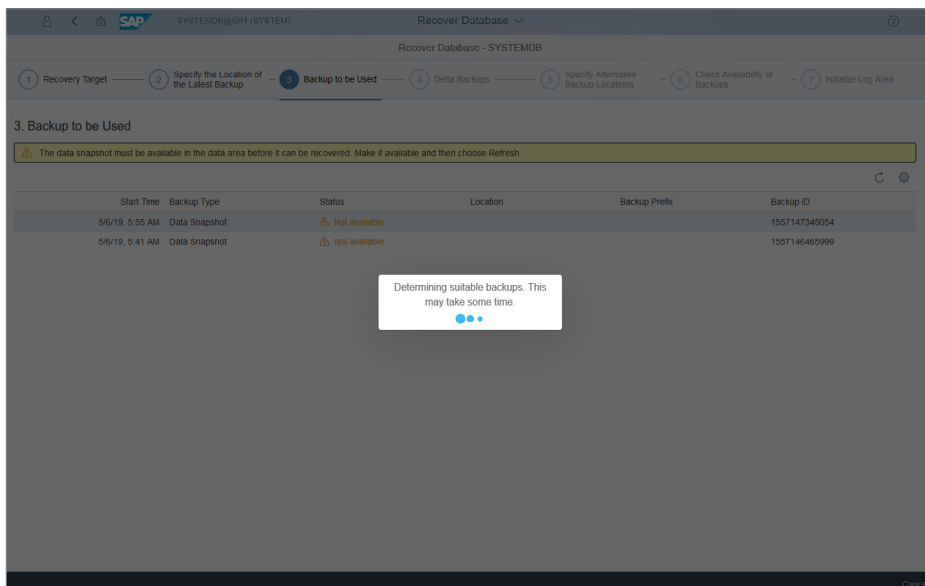 SAP SYSTEMDB@SH1 (SYSTEM) Recover Database
Recover Database - SYSTEMDB
1 Recovery Target
2 Specify the Location of
the Latest Backup
3 Backup to be Used
4 Delta Backups
5 Specify Alternative
Backup Locations
6 Check Availability of
Backups
7 Initialize Log Area
3. Backup to be Used
The data snapshot must be available in the data area before it can be recovered. Make it available and then choose Refresh.
Start Time Backup Type Status Location Backup Prefix Backup ID
5/6/19, 5:55 AM Data Snapshot Not available 1557147345054
5/6/19, 5:41 AM Data Snapshot Not available 1557146465999
Determining suitable backups. This
may take some time.